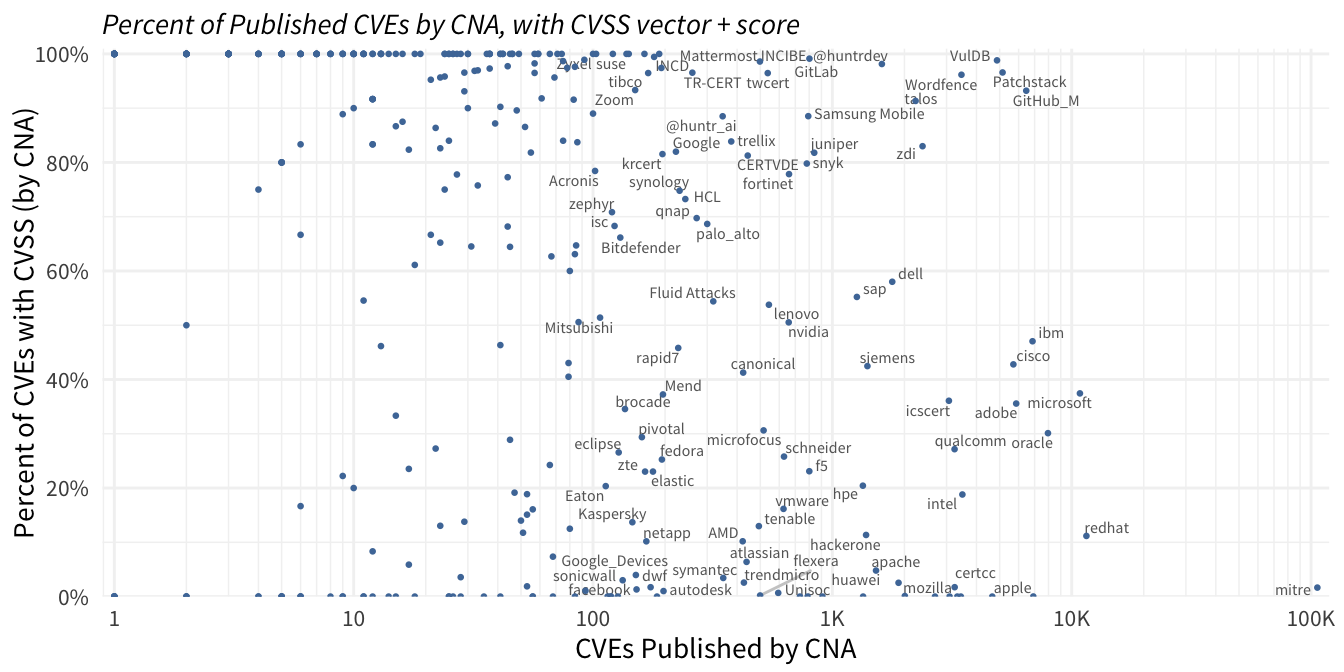 Percent of Published CVEs by CNA, with CVSS vector + score
Percent of CVEs with CVSS (by CNA)
100%
80%
60%
40%
20%
0%
Zyxel suse
INCD
Mattermost INCIBE @huntrdev
VulDB
tibco
TR-CERT twcert
GitLab
Wordfence
Patchstack
Zoom
talos
GitHub_M
Samsung Mobile
@huntr_ai
Google
trellix
juniper
zdi
krcert
CERTVDE
snyk
Acronis
synology
fortinet
HCL
zephyr
qnap
isc
palo_alto
Bitdefender
dell
Fluid Attacks
sap
lenovo
Mitsubishi
nvidia
ibm
rapid7
canonical
siemens
cisco
Mend
brocade
icscert
adobe
microsoft
pivotal
microfocus
qualcomm
oracle
eclipse
fedora
schneider
zte
f5
elastic
Eaton
hpe
vmware
intel
Kaspersky
tenable
netapp
AMD
hackerone
redhat
atlassian
Google_Devices
flexera
apache
sonicwall
dwf
symantec
trendmicro
huawei
certcc
facebook
autodesk
Unisoc
mozilla
apple
mitre
1
10
100
1K
10K
100K
CVEs Published by CNA